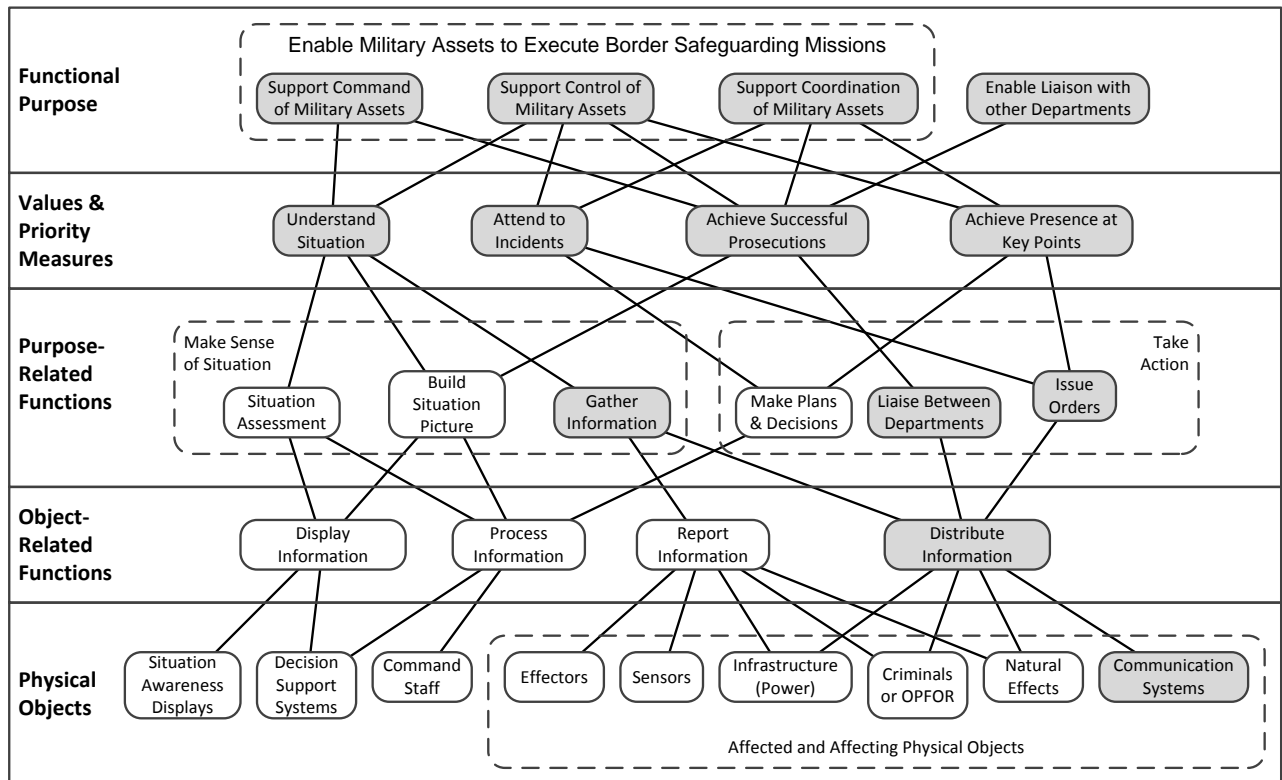 Enable Military Assets to Execute Border Safeguarding Missions
Functional
Purpose
Support Command
of Military Assets
Support Control of
Military Assets
Support Coordination
of Military Assets
Enable Liaison with
other Departments
Values &
Priority
Measures
Understand
Situation
Attend to
Incidents
Achieve Successful
Prosecutions
Achieve Presence at
Key Points
Purpose-
Related
Functions
Make Sense
of Situation
Take
Action
Situation
Assessment
Build
Situation
Picture
Gather
Information
Make Plans
& Decisions
Liaise Between
Departments
Issue
Orders
Object-
Related
Functions
Display
Information
Process
Information
Report
Information
Distribute
Information
Physical
Objects
Situation
Awareness
Displays
Decision
Support
Systems
Command
Staff
Effectors
Sensors
Infrastructure
(Power)
Criminals
or OPFOR
Natural
Effects
Communication
Systems
Affected and Affecting Physical Objects